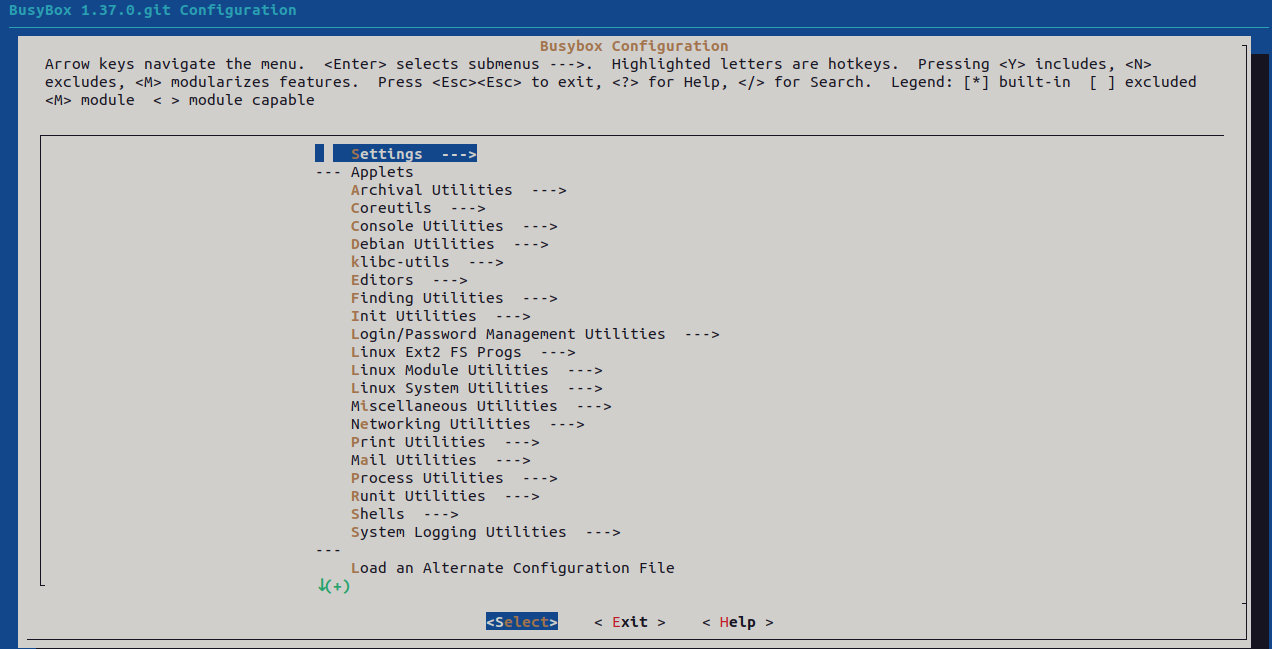 BusyBox 1.37.0.git Configuration
Busybox Configuration
Arrow keys navigate the menu.  <Enter> selects submenus --->.  Highlighted letters are hotkeys.  Pressing <Y> includes, <N>
excludes, <M> modularizes features.  Press <Esc><Esc> to exit, <?> for Help, </> for Search.  Legend: [*] built-in  [ ] excluded
<M> module  < > module capable
Settings  --->
--- Applets
Archival Utilities  --->
Coreutils  --->
Console Utilities  --->
Debian Utilities  --->
klibc-utils  --->
Editors  --->
Finding Utilities  --->
Init Utilities  --->
Login/Password Management Utilities  --->
Linux Ext2 FS Progs  --->
Linux Module Utilities  --->
Linux System Utilities  --->
Miscellaneous Utilities  --->
Networking Utilities  --->
Print Utilities  --->
Mail Utilities  --->
Process Utilities  --->
Runit Utilities  --->
Shells  --->
System Logging Utilities  --->
---
Load an Alternate Configuration File
↓(+)
<Select>    < Exit >    < Help >